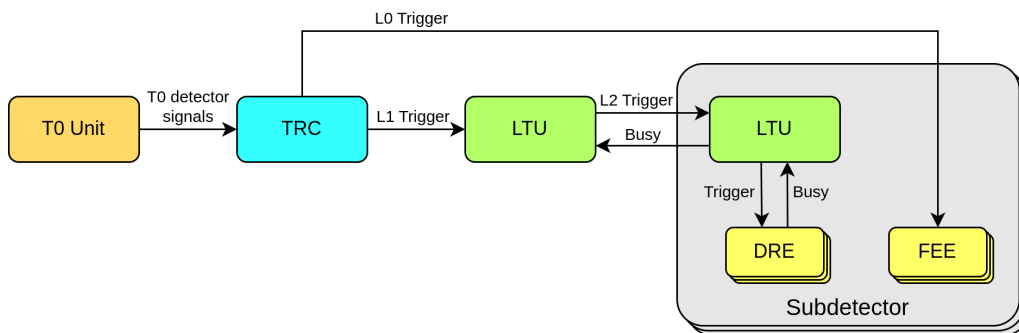 L0 Trigger
T0 Unit
T0 detector
signals
TRC
L1 Trigger
LTU
L2 Trigger
Busy
LTU
Trigger
Busy
DRE
FEE
Subdetector